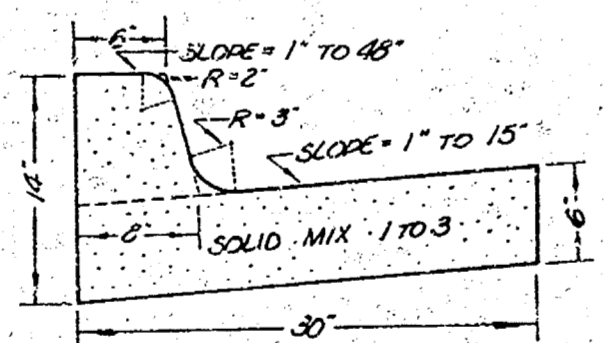 6"
SLOPE = 1" TO 48"
R=2"
R=3"
SLOPE = 1" TO 15"
14"
8"
SOLID MIX 1 TO 3
6"
30"